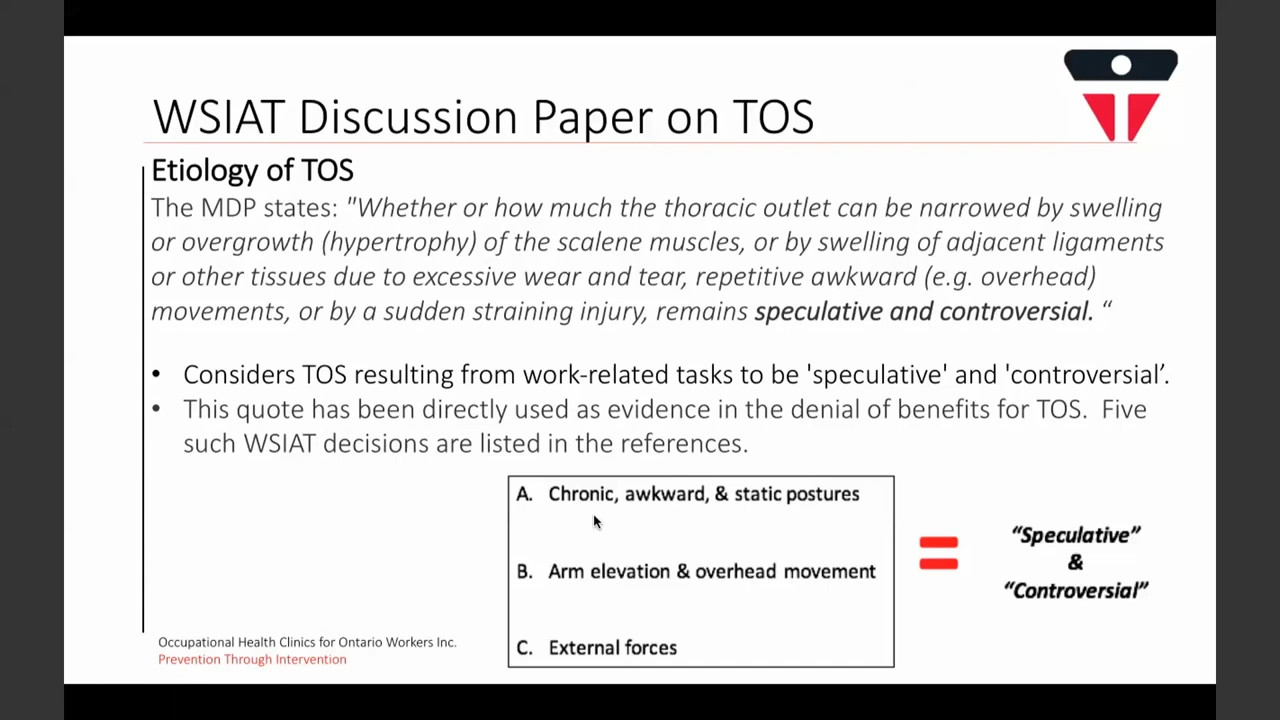 WSIAT Discussion Paper on TOS
Etiology of TOS
The MDP states: "Whether or how much the thoracic outlet can be narrowed by swelling
or overgrowth (hypertrophy) of the scalene muscles, or by swelling of adjacent ligaments
or other tissues due to excessive wear and tear, repetitive awkward (e.g. overhead)
movements, or by a sudden straining injury, remains speculative and controversial. “
• Considers TOS resulting from work-related tasks to be 'speculative' and 'controversial’.
• This quote has been directly used as evidence in the denial of benefits for TOS. Five
such WSIAT decisions are listed in the references.
A. Chronic, awkward, & static postures
B. Arm elevation & overhead movement
C. External forces
=
“Speculative”
&
“Controversial”
Occupational Health Clinics for Ontario Workers Inc.
Prevention Through Intervention